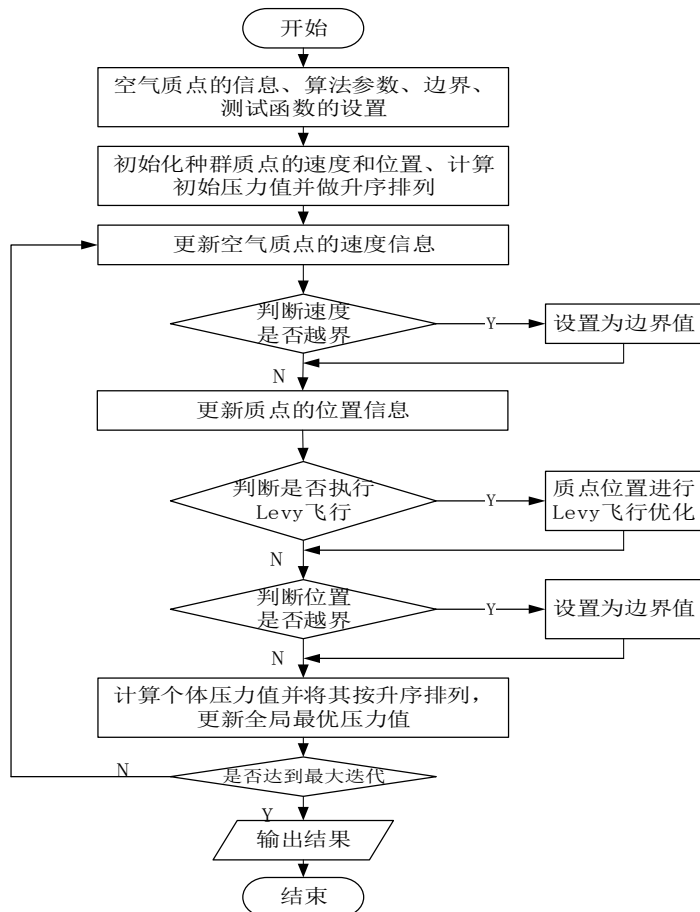 开始
空气质点的信息、算法参数、边界、
测试函数的设置
初始化种群质点的速度和位置、计算
初始压力值并做升序排列
更新空气质点的速度信息
判断速度
是否越界
Y
设置为边界值
N
更新质点的位置信息
判断是否执行
Levy飞行
Y
质点位置进行
Levy飞行优化
N
判断位置
是否越界
Y
设置为边界值
N
计算个体压力值并将其按升序排列，
更新全局最优压力值
N
是否达到最大迭代
Y
输出结果
结束